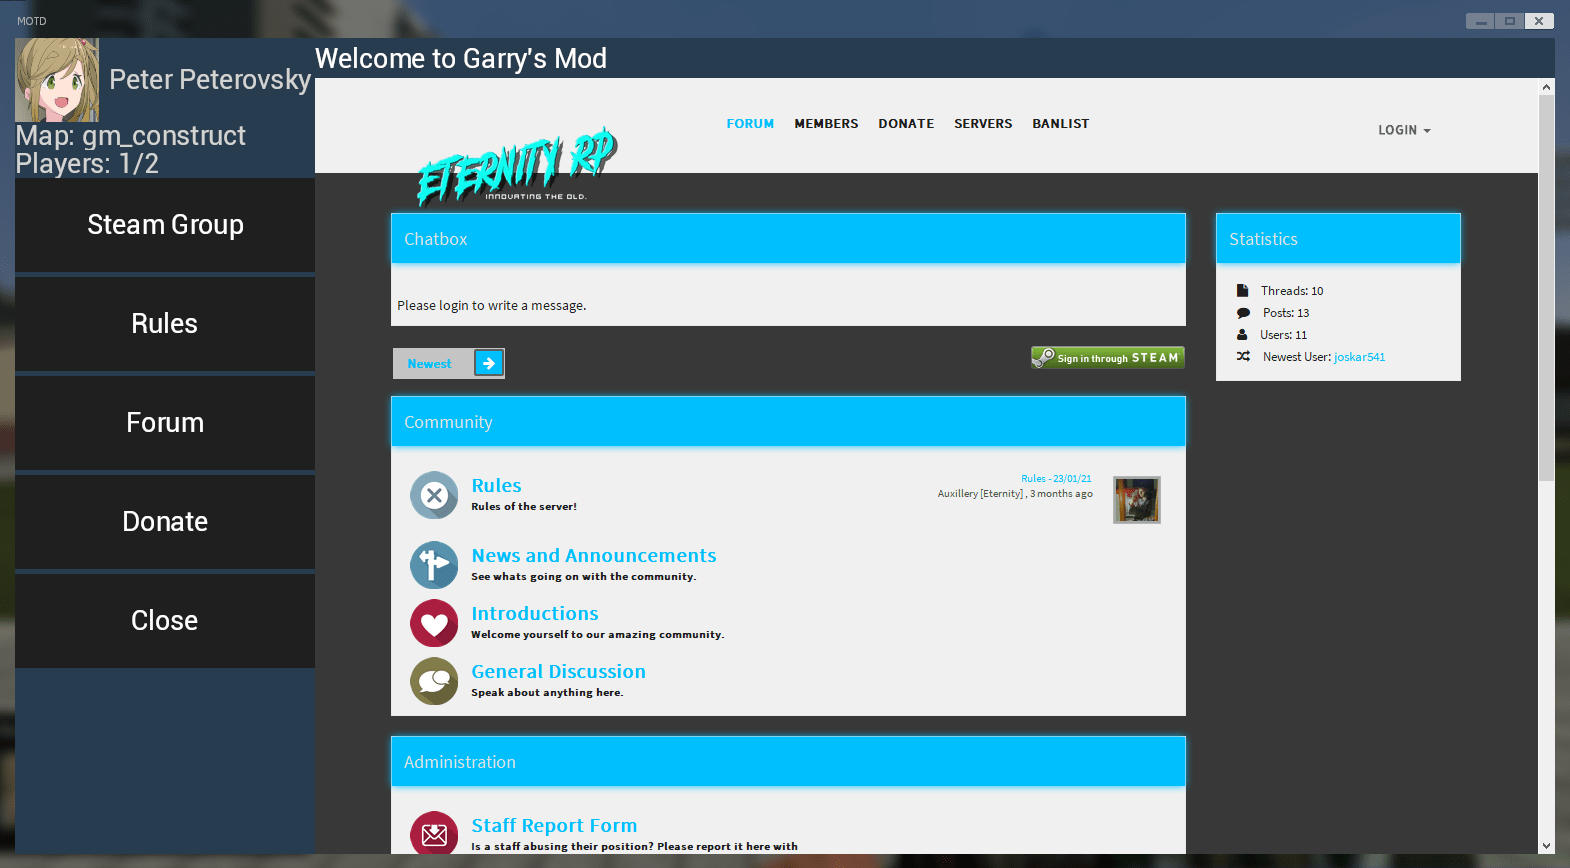 MOTD
Peter Peterovsky
Map: gm_construct
Players: 1/2
Steam Group
Rules
Forum
Donate
Close
Welcome to Garry's Mod
ETERNITY RP
INNOVATING THE OLD.
FORUM MEMBERS DONATE SERVERS BANLIST
LOGIN
Chatbox
Please login to write a message.
Newest
Sign in through STEAM
Statistics
Threads: 10
Posts: 13
Users: 11
Newest User: joskar541
Community
Rules
Rules of the server!
Rules - 23/01/21
Auxillery [Eternity] , 3 months ago
News and Announcements
See whats going on with the community.
Introductions
Welcome yourself to our amazing community.
General Discussion
Speak about anything here.
Administration
Staff Report Form
Is a staff abusing their position? Please report it here with